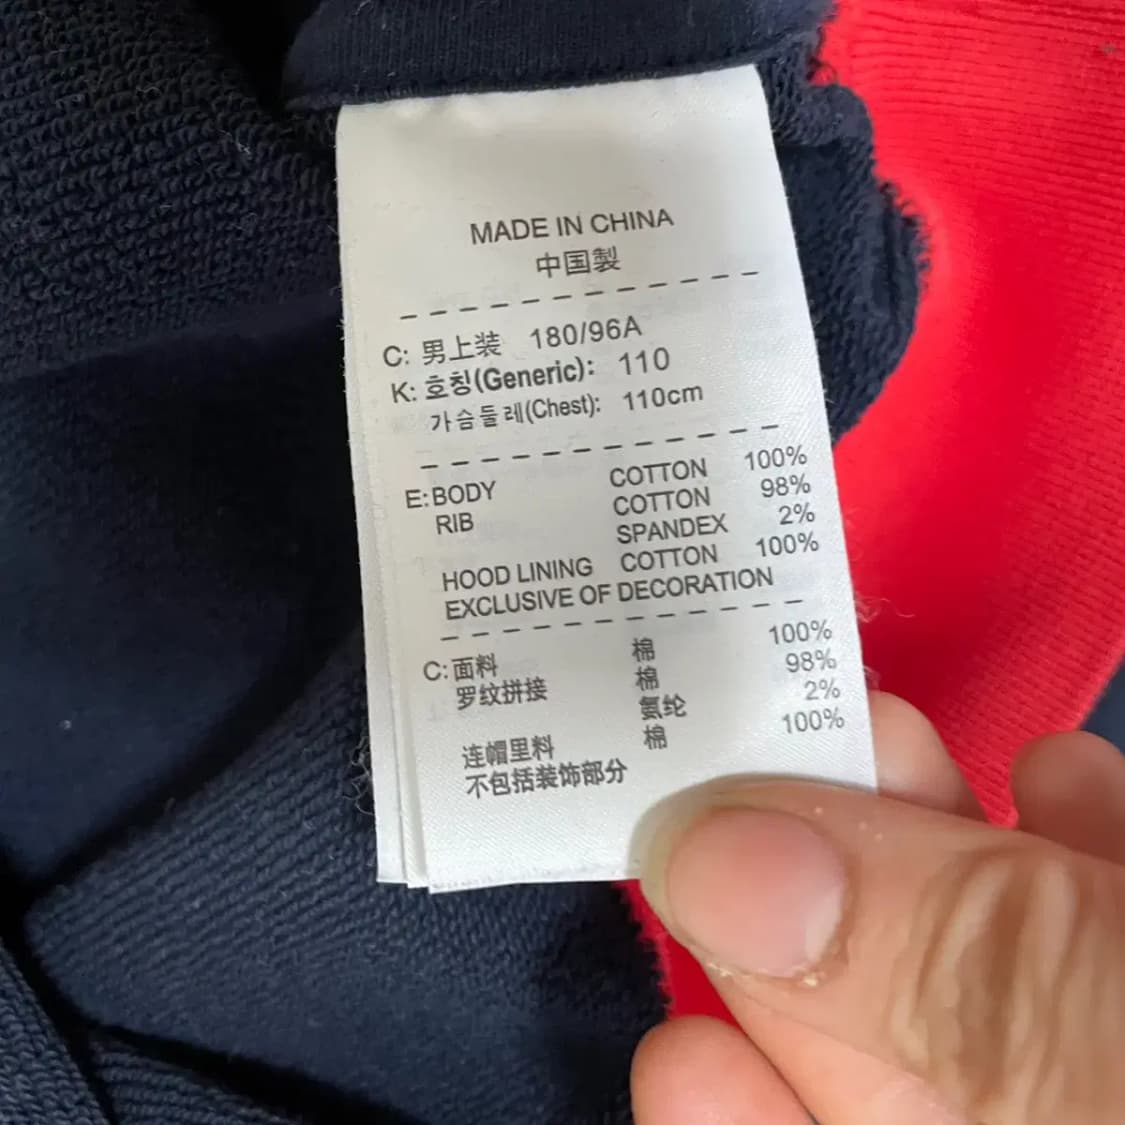 MADE IN CHINA
中国製
C: 男上装 180/96A
K: 호칭(Generic): 110
가슴둘레(Chest): 110cm
E: BODY COTTON 100%
RIB COTTON 98%
SPANDEX 2%
HOOD LINING COTTON 100%
EXCLUSIVE OF DECORATION
C: 面料 棉 100%
罗纹拼接 棉 98%
氨纶 2%
连帽里料 棉 100%
不包括装饰部分